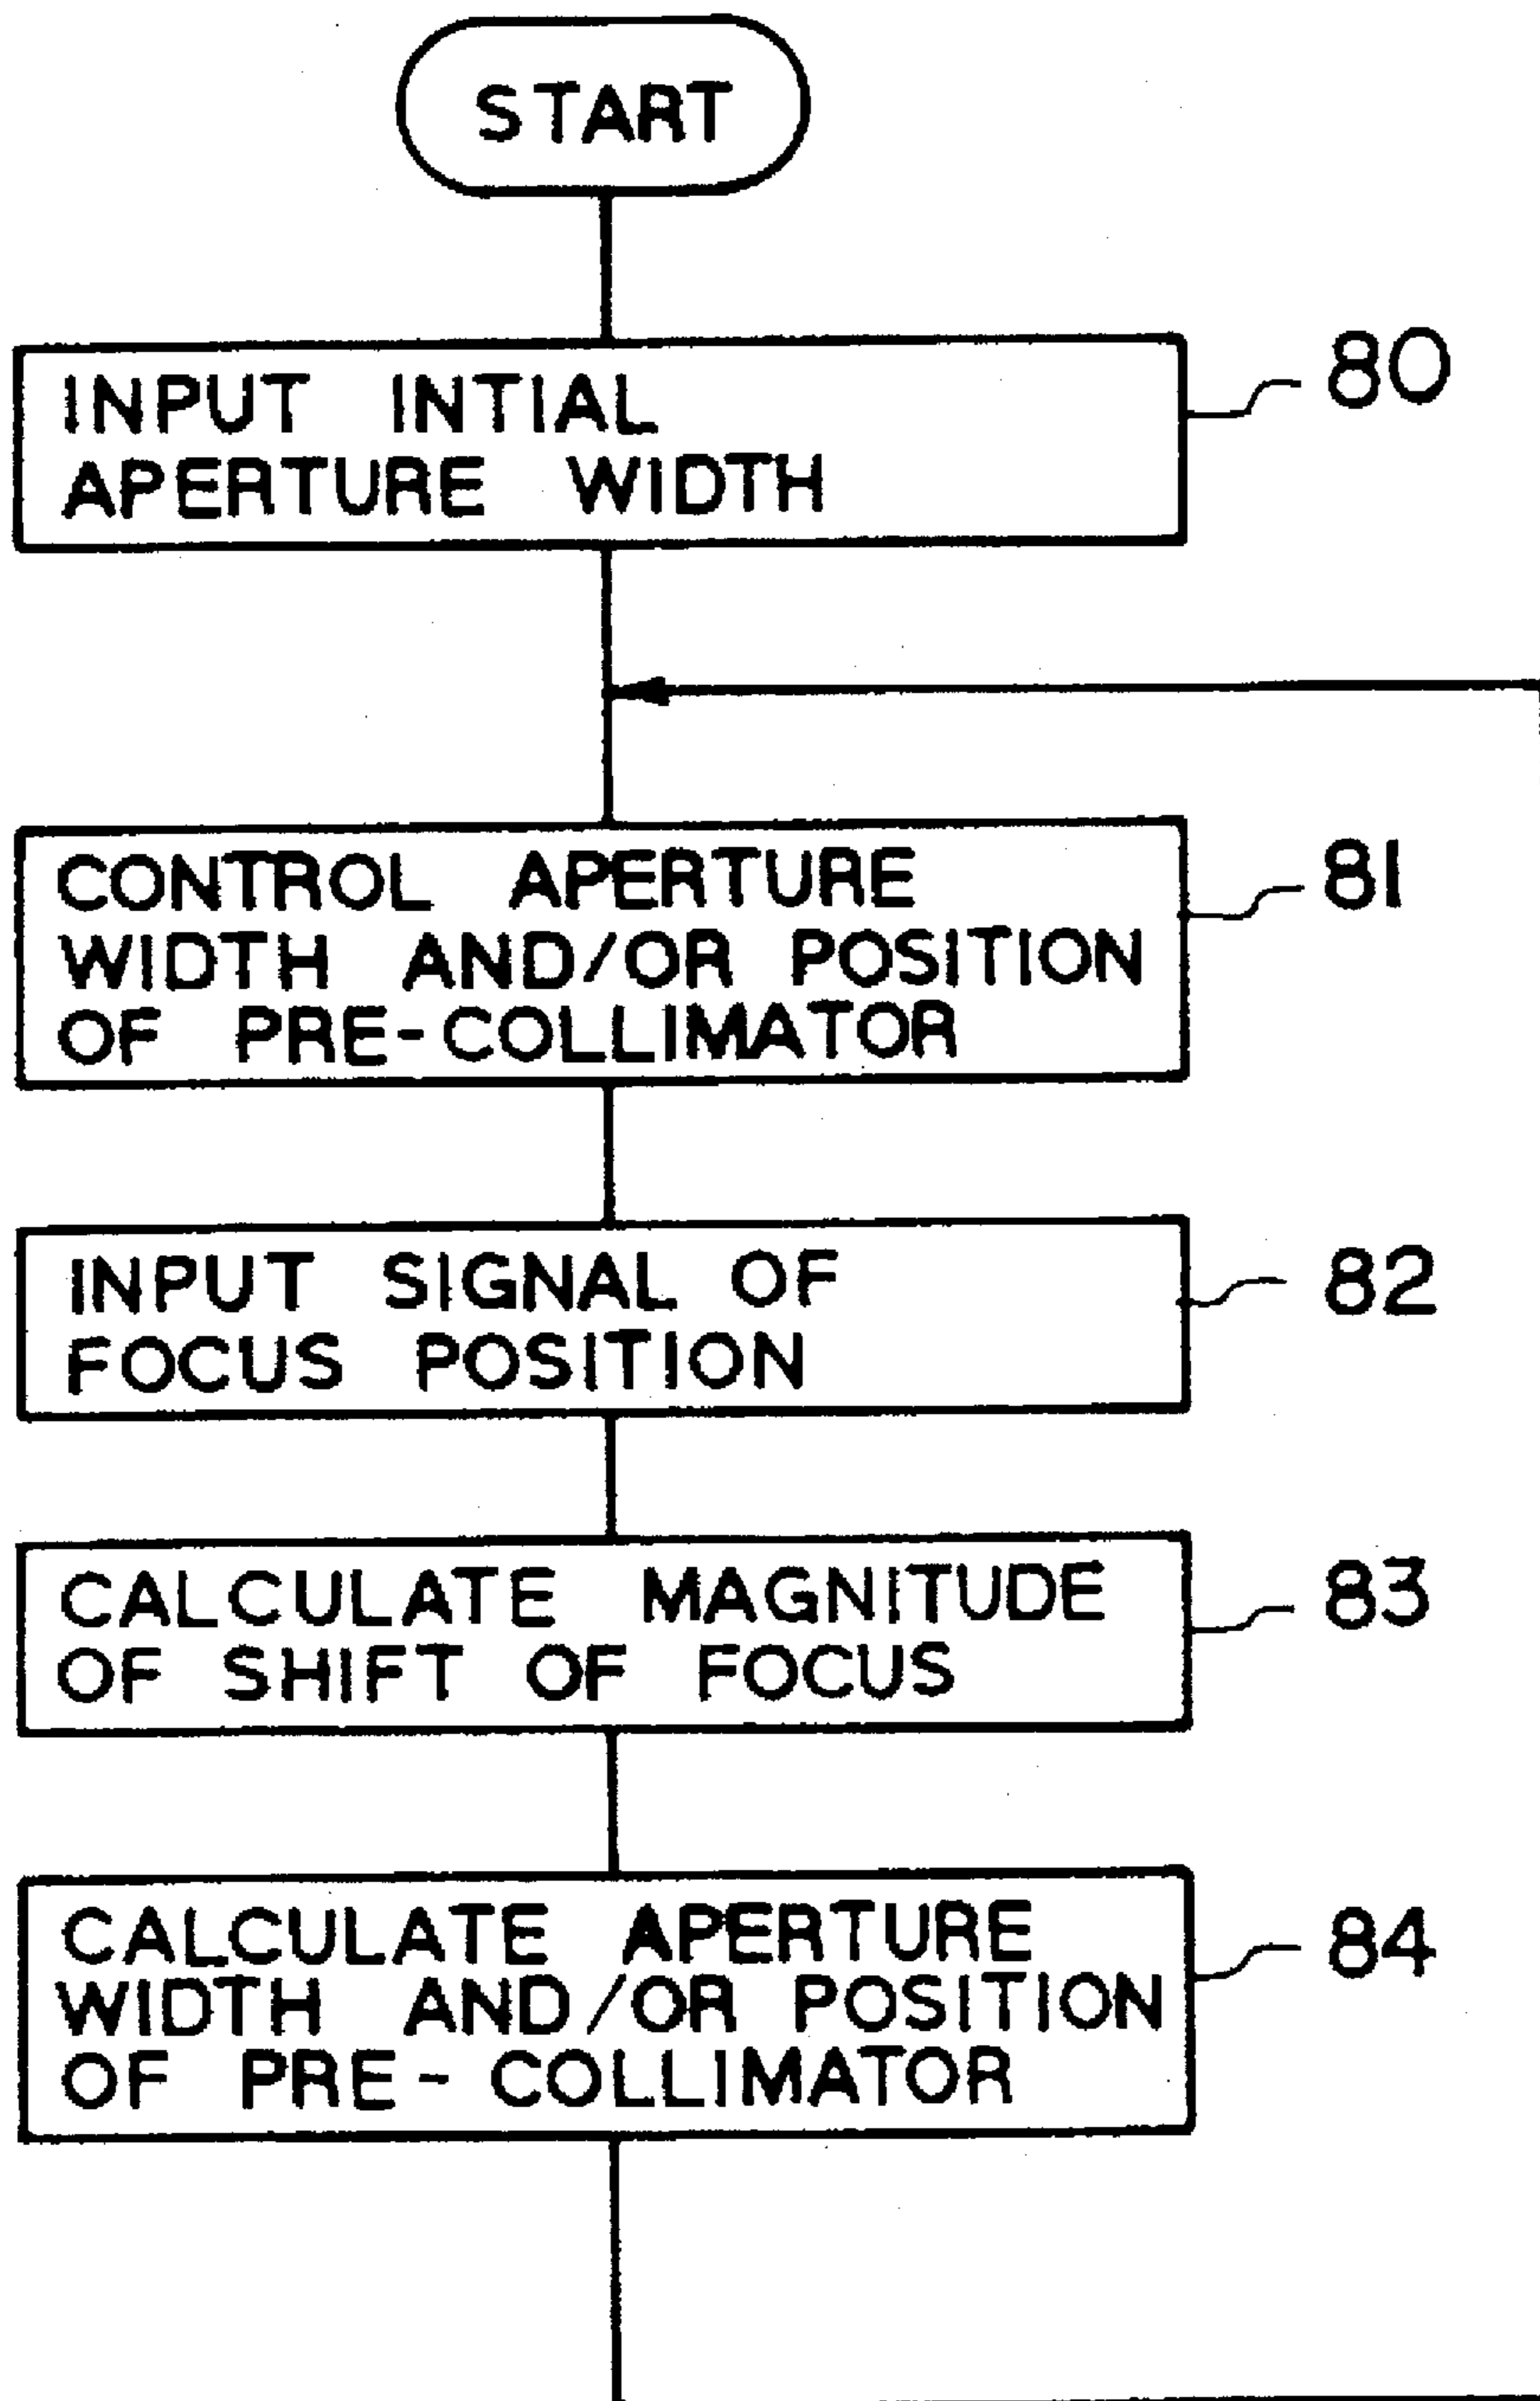 START
INPUT INTIAL
APERTURE WIDTH
80
CONTROL APERTURE
WIDTH AND/OR POSITION
OF PRE-COLLIMATOR
81
INPUT SIGNAL OF
FOCUS POSITION
82
CALCULATE MAGNITUDE
OF SHIFT OF FOCUS
83
CALCULATE APERTURE
WIDTH AND/OR POSITION
OF PRE- COLLIMATOR
84